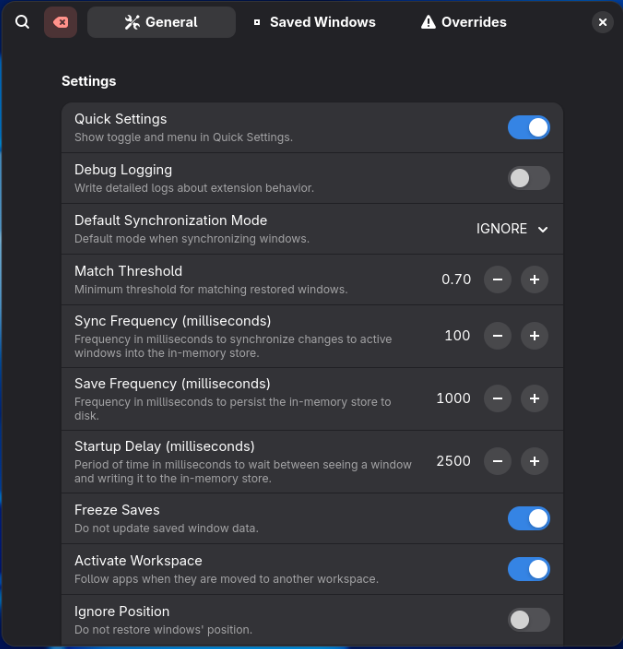 General
Saved Windows
Overrides
Settings
Quick Settings
Show toggle and menu in Quick Settings.
Debug Logging
Write detailed logs about extension behavior.
Default Synchronization Mode
Default mode when synchronizing windows.
IGNORE
Match Threshold
Minimum threshold for matching restored windows.
0.70
Sync Frequency (milliseconds)
Frequency in milliseconds to synchronize changes to active
windows into the in-memory store.
100
Save Frequency (milliseconds)
Frequency in milliseconds to persist the in-memory store to
disk.
1000
Startup Delay (milliseconds)
Period of time in milliseconds to wait between seeing a window
and writing it to the in-memory store.
2500
Freeze Saves
Do not update saved window data.
Activate Workspace
Follow apps when they are moved to another workspace.
Ignore Position
Do not restore windows' position.